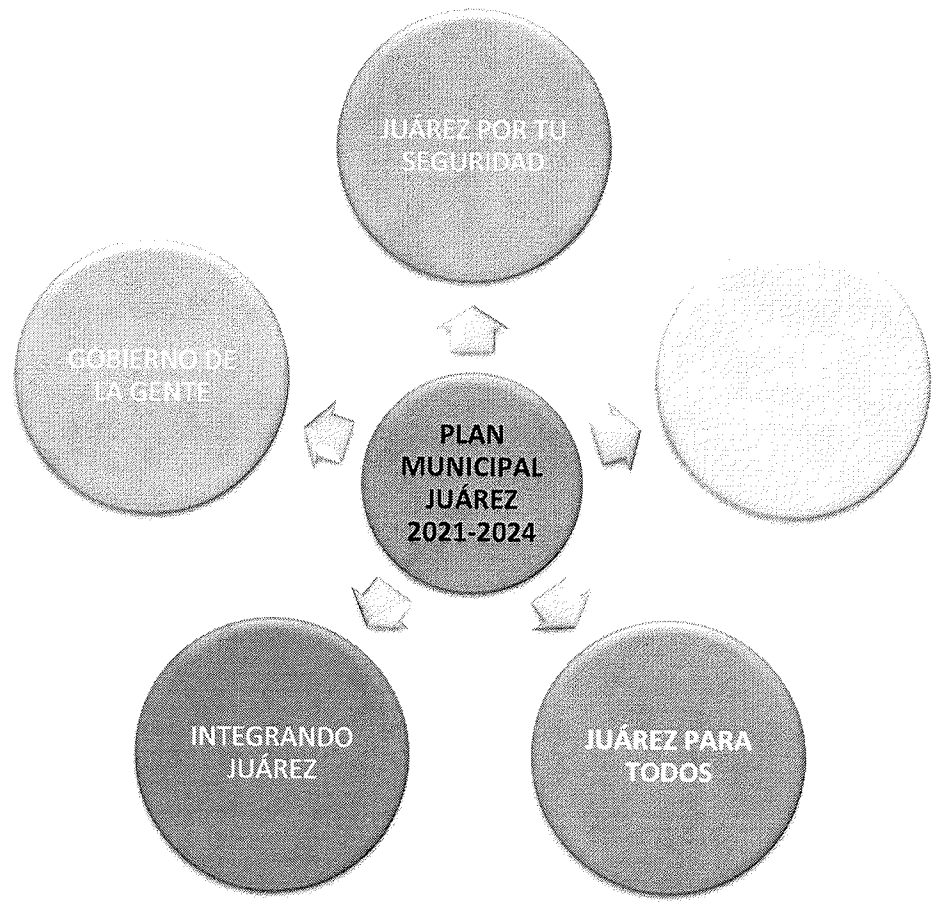 JUÁREZ POR TU
SEGURIDAD
GOBIERNO DE
LA GENTE
PLAN
MUNICIPAL
JUÁREZ
2021-2024
INTEGRANDO
JUÁREZ
JUÁREZ PARA
TODOS